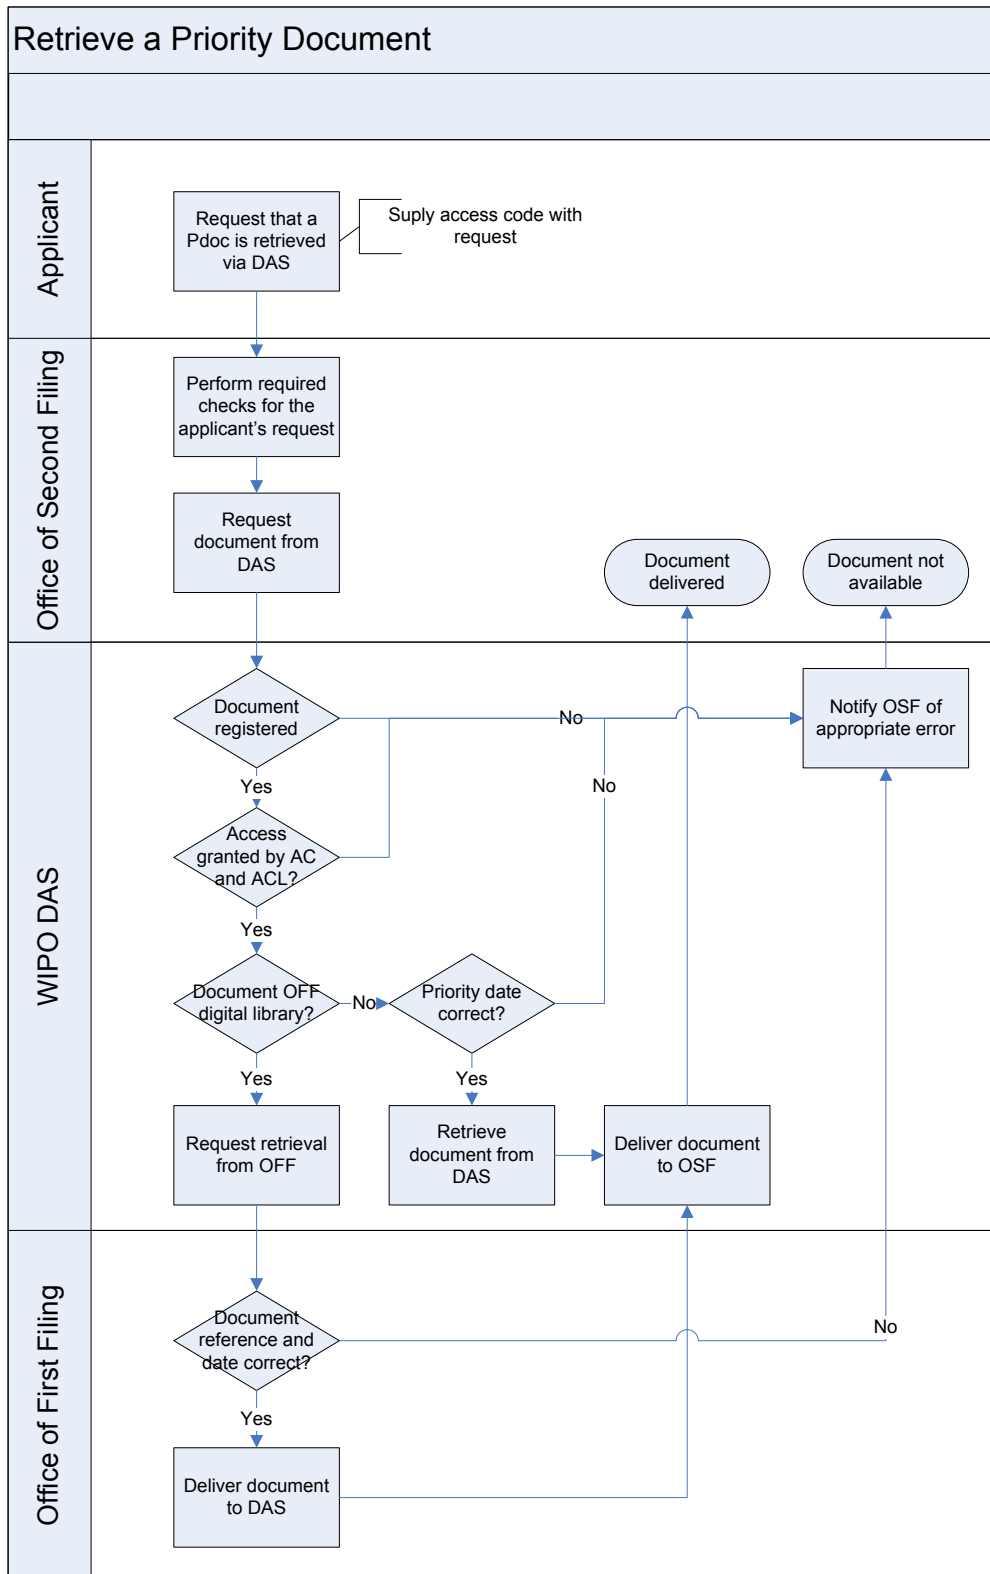 Retrieve a Priority Document
Applicant
Request that a
Pdoc is retrieved
via DAS
Suply access code with
request
Office of Second Filing
Perform required
checks for the
applicant's request
Request
document from
DAS
Document
delivered
Document not
available
WIPO DAS
Document
registered
No
Notify OSF of
appropriate error
Yes
No
Access
granted by AC
and ACL?
Yes
Document OFF
digital library?
No
Priority date
correct?
Yes
Yes
Request retrieval
from OFF
Retrieve
document from
DAS
Deliver document
to OSF
Office of First Filing
Document
reference and
date correct?
No
Yes
Deliver document
to DAS